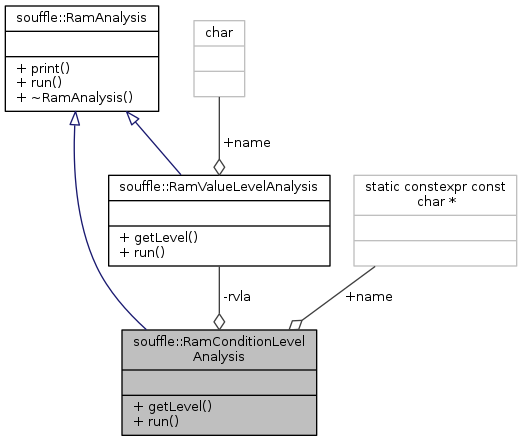 souffle::RamAnalysis
+ print()
+ run()
+ ~RamAnalysis()
char
+name
souffle::RamValueLevelAnalysis
+ getLevel()
+ run()
static constexpr const
char *
-rvla
+name
souffle::RamConditionLevel
Analysis
+ getLevel()
+ run()